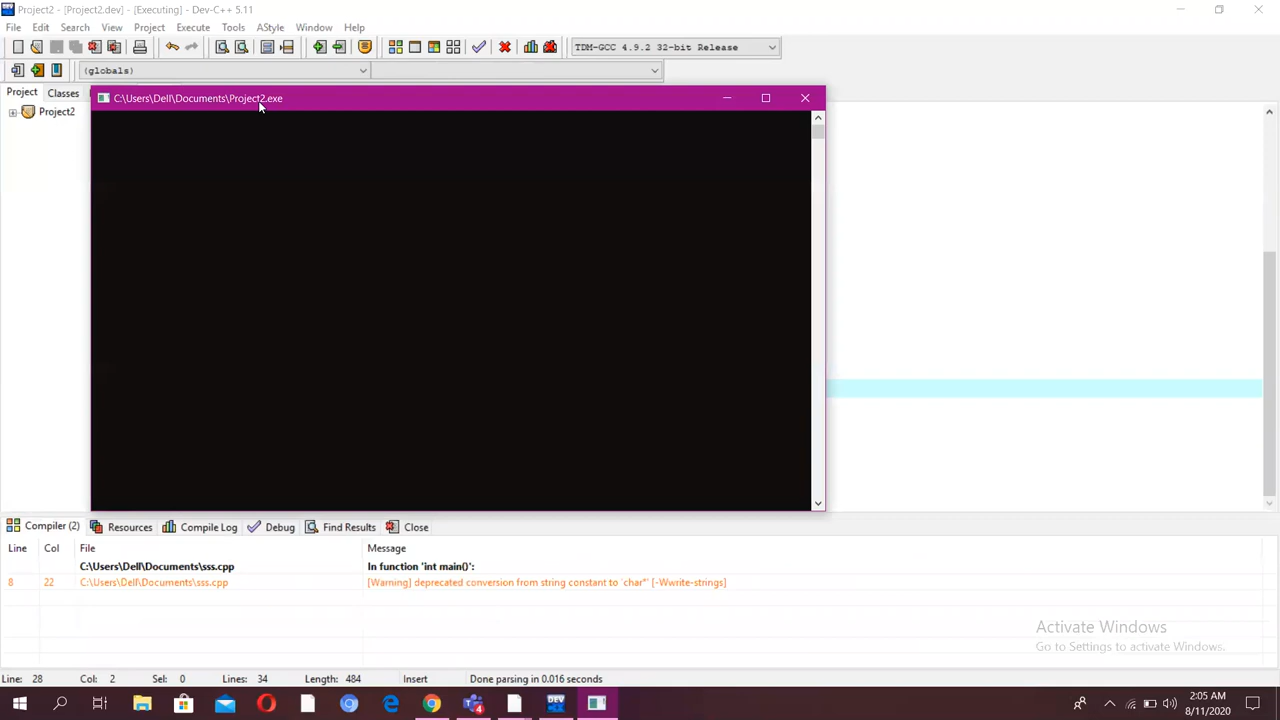 Project2 - [Project2.dev] - [Executing] - Dev-C++ 5.11
File Edit Search View Project Execute Tools AStyle Window Help
TDM-GCC 4.9.2 32-bit Release
(globals)
Project Classes
C:\Users\Dell\Documents\Project2.exe
Project2
Compiler (2) Resources Compile Log Debug Find Results Close
Line Col File Message
C:\Users\Dell\Documents\sss.cpp In function 'int main()':
8 22 C:\Users\Dell\Documents\sss.cpp [Warning] deprecated conversion from string constant to 'char*' [-Wwrite-strings]
Activate Windows
Go to Settings to activate Windows.
Line: 28 Col: 2 Sel: 0 Lines: 34 Length: 484 Insert Done parsing in 0.016 seconds
4
DEV
2:05 AM
8/11/2020